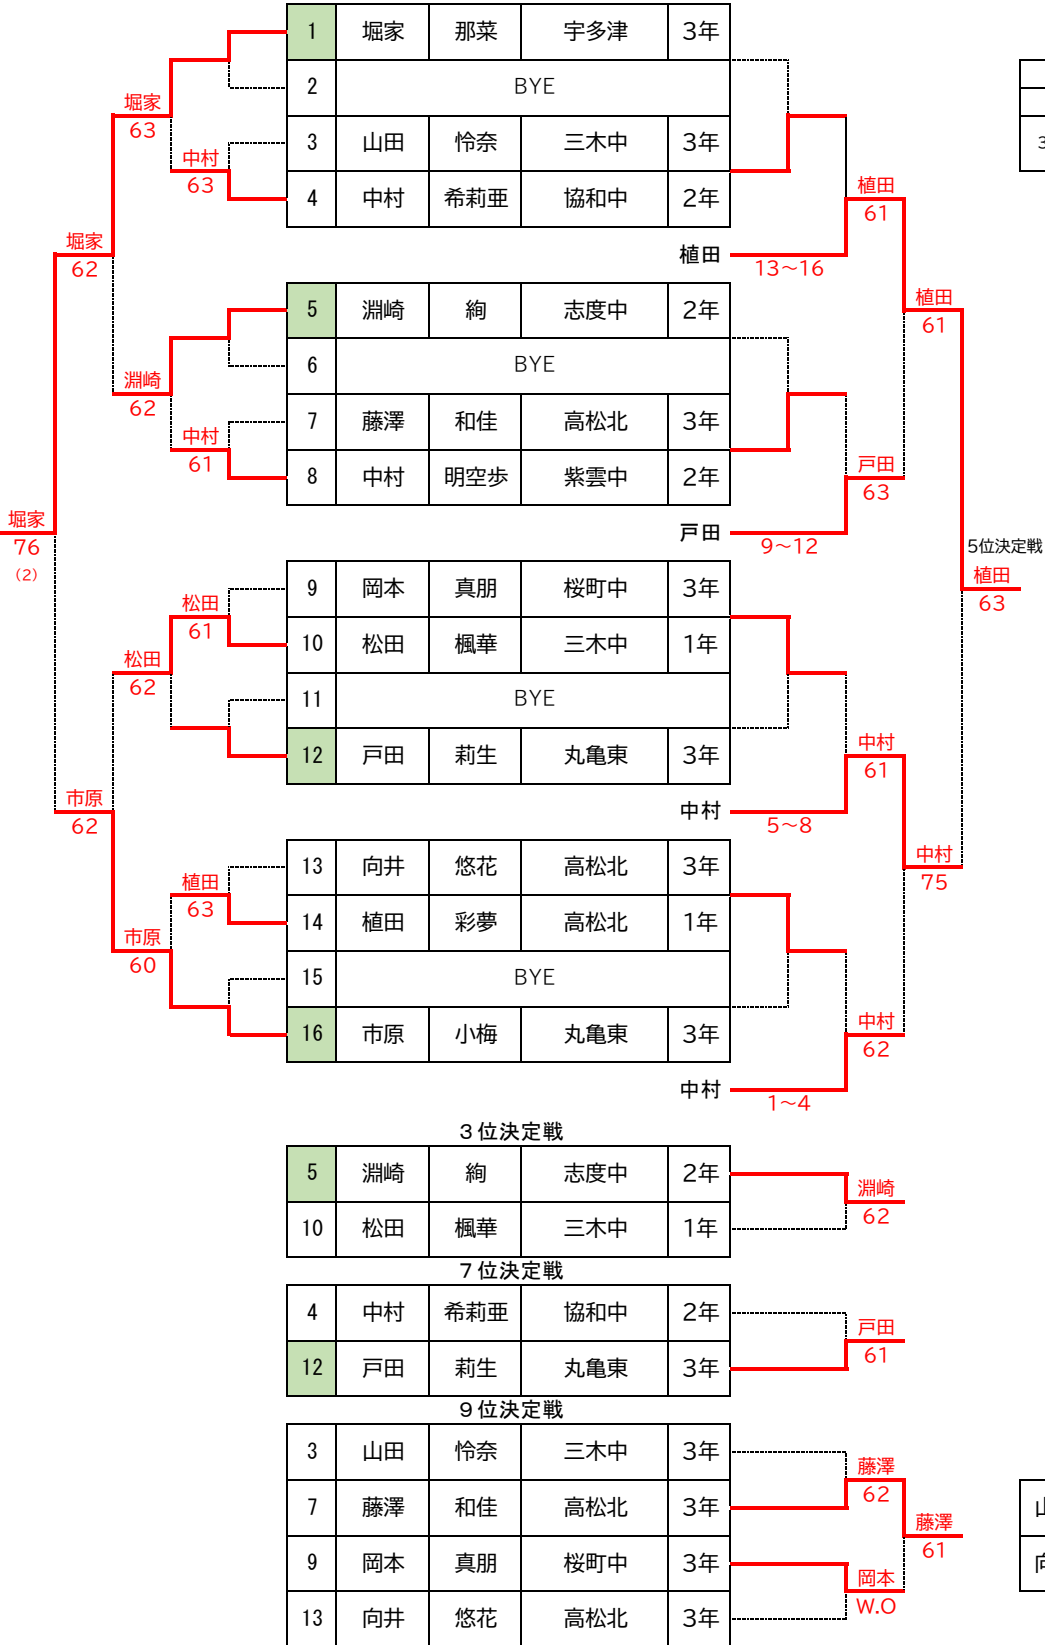 1 堀家 那菜 宇多津 3年
2 BYE
堀家
63
3 山田 怜奈 三木中 3年
3
中村
63
植田
61
4 中村 希莉亜 協和中 2年
堀家
62
植田
13～16
5 淵崎 絢 志度中 2年
植田
61
6 BYE
淵崎
62
7 藤澤 和佳 高松北 3年
中村
61
戸田
63
8 中村 明空歩 紫雲中 2年
堀家
76
(2)
戸田
9～12
5位決定戦
植田
63
9 岡本 真朋 桜町中 3年
松田
61
10 松田 楓華 三木中 1年
松田
62
11 BYE
12 戸田 莉生 丸亀東 3年
中村
61
市原
62
中村
5～8
13 向井 悠花 高松北 3年
中村
75
植田
63
14 植田 彩夢 高松北 1年
市原
60
15 BYE
16 市原 小梅 丸亀東 3年
中村
62
中村
1～4
３位決定戦
5 淵崎 絢 志度中 2年
淵崎
62
10 松田 楓華 三木中 1年
７位決定戦
4 中村 希莉亜 協和中 2年
戸田
61
12 戸田 莉生 丸亀東 3年
９位決定戦
3 山田 怜奈 三木中 3年
藤澤
62
7 藤澤 和佳 高松北 3年
藤澤
61
9 岡本 真朋 桜町中 3年
岡本
W.O
13 向井 悠花 高松北 3年